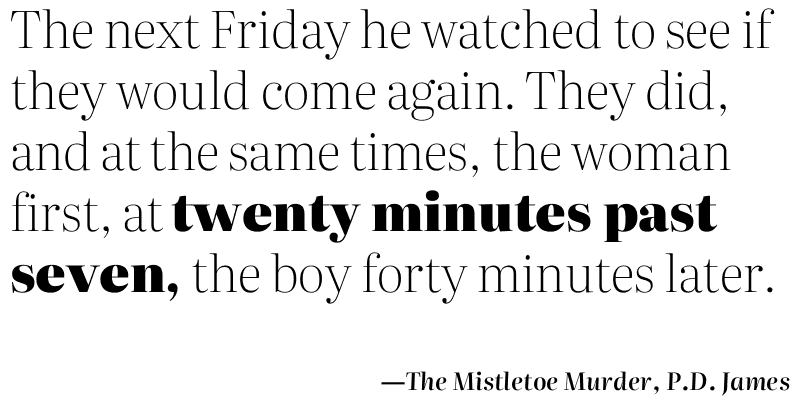 The next Friday he watched to see if
they would come again. They did,
and at the same times, the woman
first, at twenty minutes past
seven, the boy forty minutes later.
—The Mistletoe Murder, P.D. James